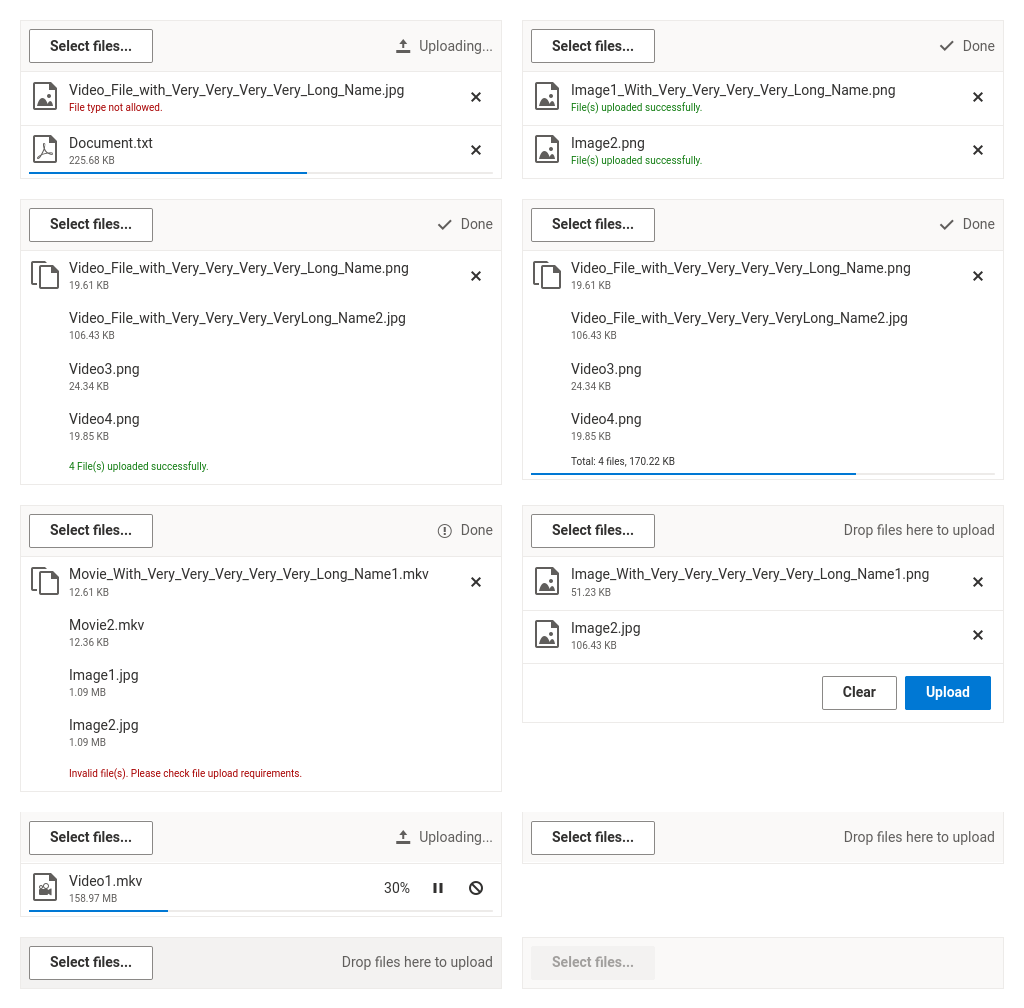 Select files...
Uploading...
Video_File_with_Very_Very_Very_Very_Long_Name.jpg
File type not allowed.
Document.txt
225.68 KB
Select files...
Done
Image1_With_Very_Very_Very_Very_Long_Name.png
File(s) uploaded successfully.
Image2.png
File(s) uploaded successfully.
Select files...
Done
Video_File_with_Very_Very_Very_Very_Long_Name.png
19.61 KB
Video_File_with_Very_Very_Very_VeryLong_Name2.jpg
106.43 KB
Video3.png
24.34 KB
Video4.png
19.85 KB
4 File(s) uploaded successfully.
Select files...
Done
Video_File_with_Very_Very_Very_Very_Long_Name.png
19.61 KB
Video_File_with_Very_Very_Very_VeryLong_Name2.jpg
106.43 KB
Video3.png
24.34 KB
Video4.png
19.85 KB
Total: 4 files, 170.22 KB
Select files...
Done
Movie_With_Very_Very_Very_Very_Very_Long_Name1.mkv
12.61 KB
Movie2.mkv
12.36 KB
Image1.jpg
1.09 MB
Image2.jpg
1.09 MB
Invalid file(s). Please check file upload requirements.
Select files...
Drop files here to upload
Image_With_Very_Very_Very_Very_Very_Long_Name1.png
51.23 KB
Image2.jpg
106.43 KB
Clear
Upload
Select files...
Uploading...
Video1.mkv
158.97 MB
30%
Select files...
Drop files here to upload
Select files...
Drop files here to upload
Select files...